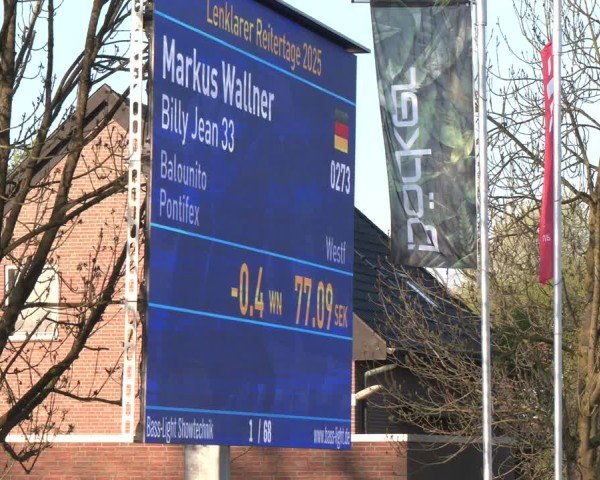 Lenklarer Reitertage 2025
Markus Wallner
Billy Jean 33
Balounito
0273
Pontifex
Westf
-0.4 WN 77.09 SEK
Bass-Light Showtechnik 1 / 68 www.bass-light.de